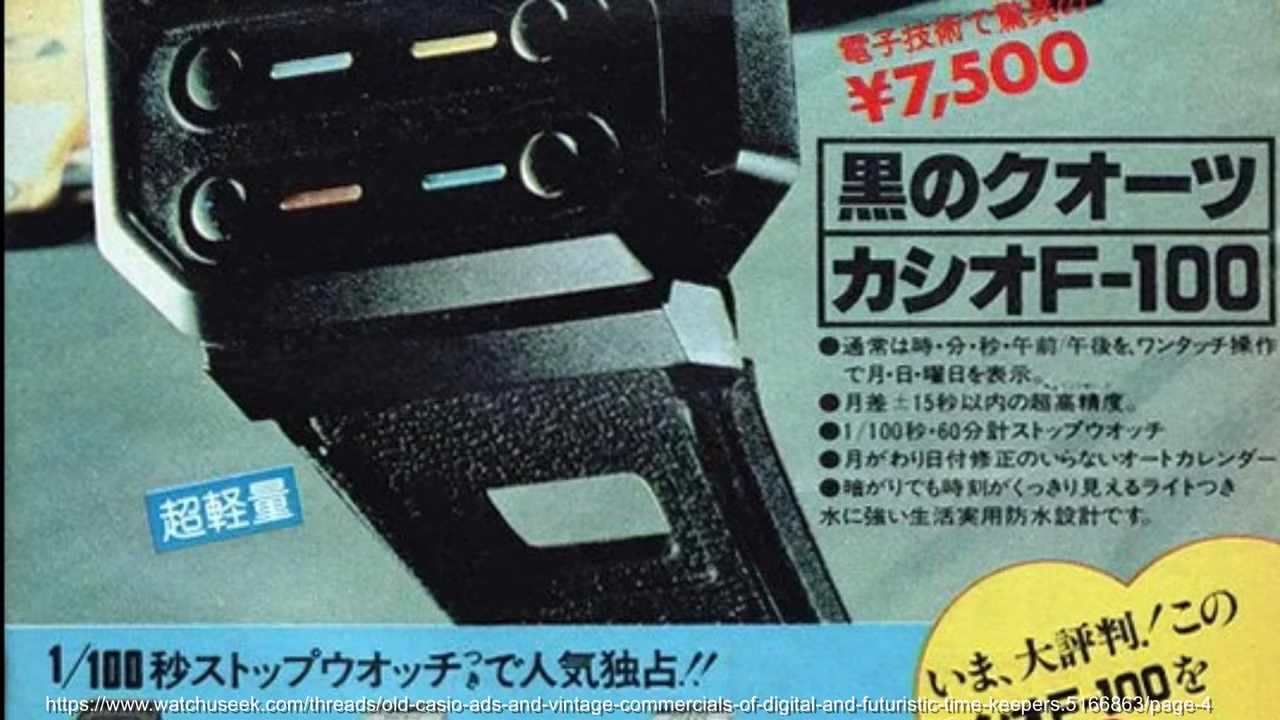 電子技術で驚異の
¥7,500
黒のクオーツ
カシオF-100
●通常は時・分・秒・午前/午後を、ワンタッチ操作
で月・日・曜日を表示。
●月差±15秒以内の超高精度。
●1/100秒・60分計ストップウオッチ
●月がわり日付修正のいらないオートカレンダー
●暗がりでも時刻がくっきり見えるライトつき
水に強い生活実用防水設計です。
超軽量
いま、大評判!この
F-100を
1/100秒ストップウオッチつきで人気独占!!
https://www.watchuseek.com/threads/old-casio-ads-and-vintage-commercials-of-digital-and-futuristic-time-keepers.5166863/page-4